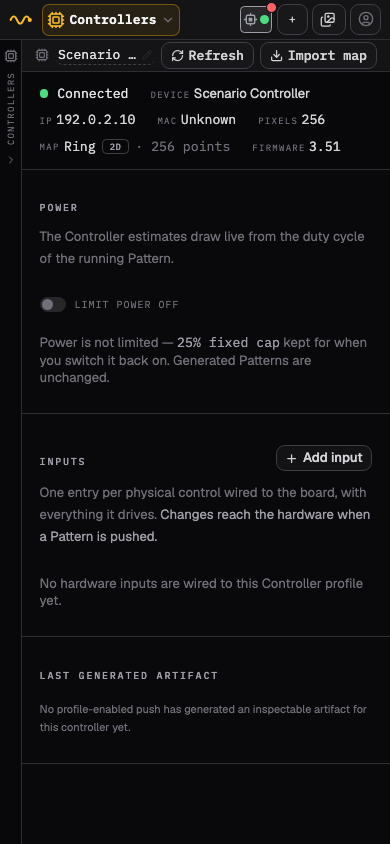 Controllers
+
Scenario … Refresh Import map
CONTROLLERS
Connected DEVICE Scenario Controller
IP 192.0.2.10 MAC Unknown PIXELS 256
MAP Ring 2D · 256 points FIRMWARE 3.51
POWER
The Controller estimates draw live from the duty cycle
of the running Pattern.
LIMIT POWER OFF
Power is not limited — 25% fixed cap kept for when
you switch it back on. Generated Patterns are
unchanged.
INPUTS + Add input
One entry per physical control wired to the board, with
everything it drives. Changes reach the hardware when
a Pattern is pushed.
No hardware inputs are wired to this Controller profile
yet.
LAST GENERATED ARTIFACT
No profile-enabled push has generated an inspectable artifact for
this controller yet.